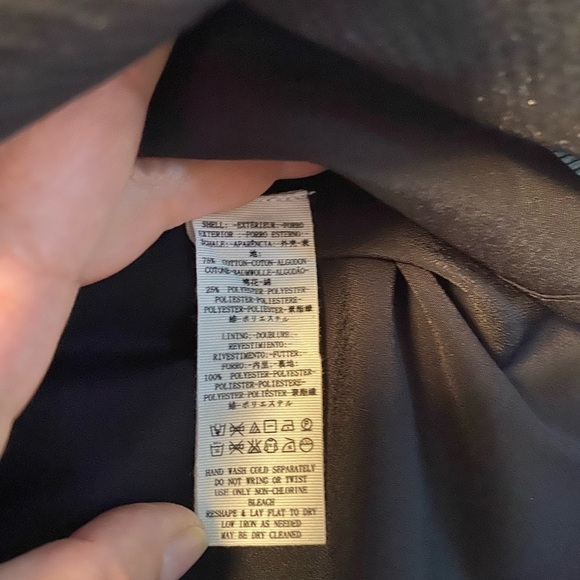 SHELL: -EXTERIEUR-FORRO
EXTERIOR -FORRO ESTERNO
SCHALE-APARÊNCIA-外壳-表
地:
75% COTTON-COTON-ALGODON
COTONE-BAUMWOLLE-ALGODÃO-
棉花-綿
25% POLYESTER-POLYESTER-
POLIESTER-POLIESTERE-
POLYESTER-POLIÉSTER-聚酯纖
維-ポリエステル
LINING: DOUBLURE-
REVESTIMIENTO:
RIVESTIMENTO:-FUTTER-
FORRO:-内里-裏地:
100% POLYESTER-POLYESTER-
POLIESTER-POLIESTERE-
POLYESTER-POLIÉSTER-聚酯纖
維-ポリエステル
HAND WASH COLD SEPARATELY
DO NOT WRING OR TWIST
USE ONLY NON-CHLORINE
BLEACH
RESHAPE & LAY FLAT TO DRY
LOW IRON AS NEEDED
MAY BE DRY CLEANED